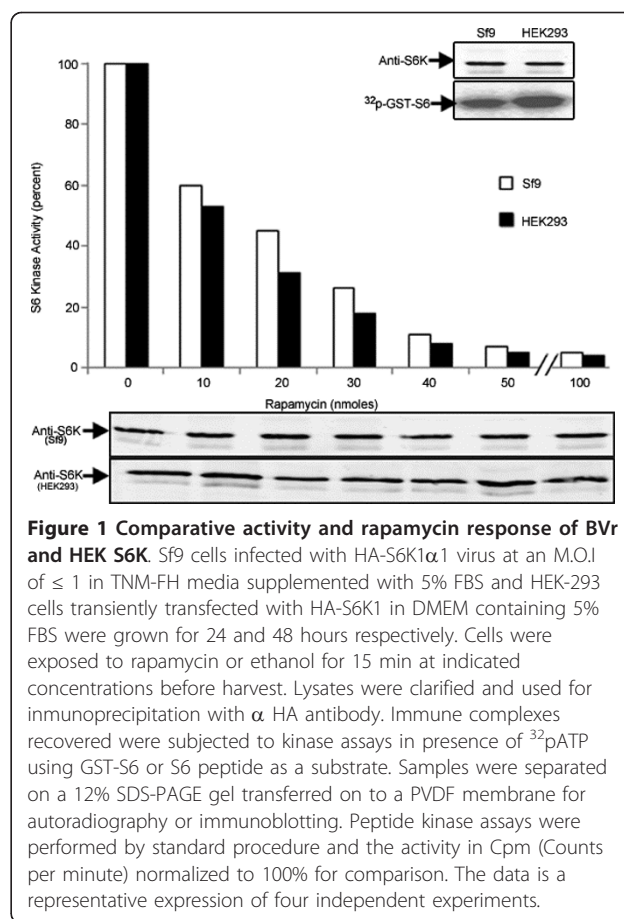 Sf9 HEK293
Anti-S6K
³²p-GST-S6
100
80
60
40
20
0
S6 Kinase Activity (percent)
Sf9
HEK293
0 10 20 30 40 50 100
Rapamycin (nmoles)
Anti-S6K
(Sf9)
Anti-S6K
(HEK293)
Figure 1 Comparative activity and rapamycin response of BVr
and HEK S6K. Sf9 cells infected with HA-S6K1α1 virus at an M.O.I
of ≤ 1 in TNM-FH media supplemented with 5% FBS and HEK-293
cells transiently transfected with HA-S6K1 in DMEM containing 5%
FBS were grown for 24 and 48 hours respectively. Cells were
exposed to rapamycin or ethanol for 15 min at indicated
concentrations before harvest. Lysates were clarified and used for
inmunoprecipitation with α HA antibody. Immune complexes
recovered were subjected to kinase assays in presence of ³²pATP
using GST-S6 or S6 peptide as a substrate. Samples were separated
on a 12% SDS-PAGE gel transferred on to a PVDF membrane for
autoradiography or immunoblotting. Peptide kinase assays were
performed by standard procedure and the activity in Cpm (Counts
per minute) normalized to 100% for comparison. The data is a
representative expression of four independent experiments.